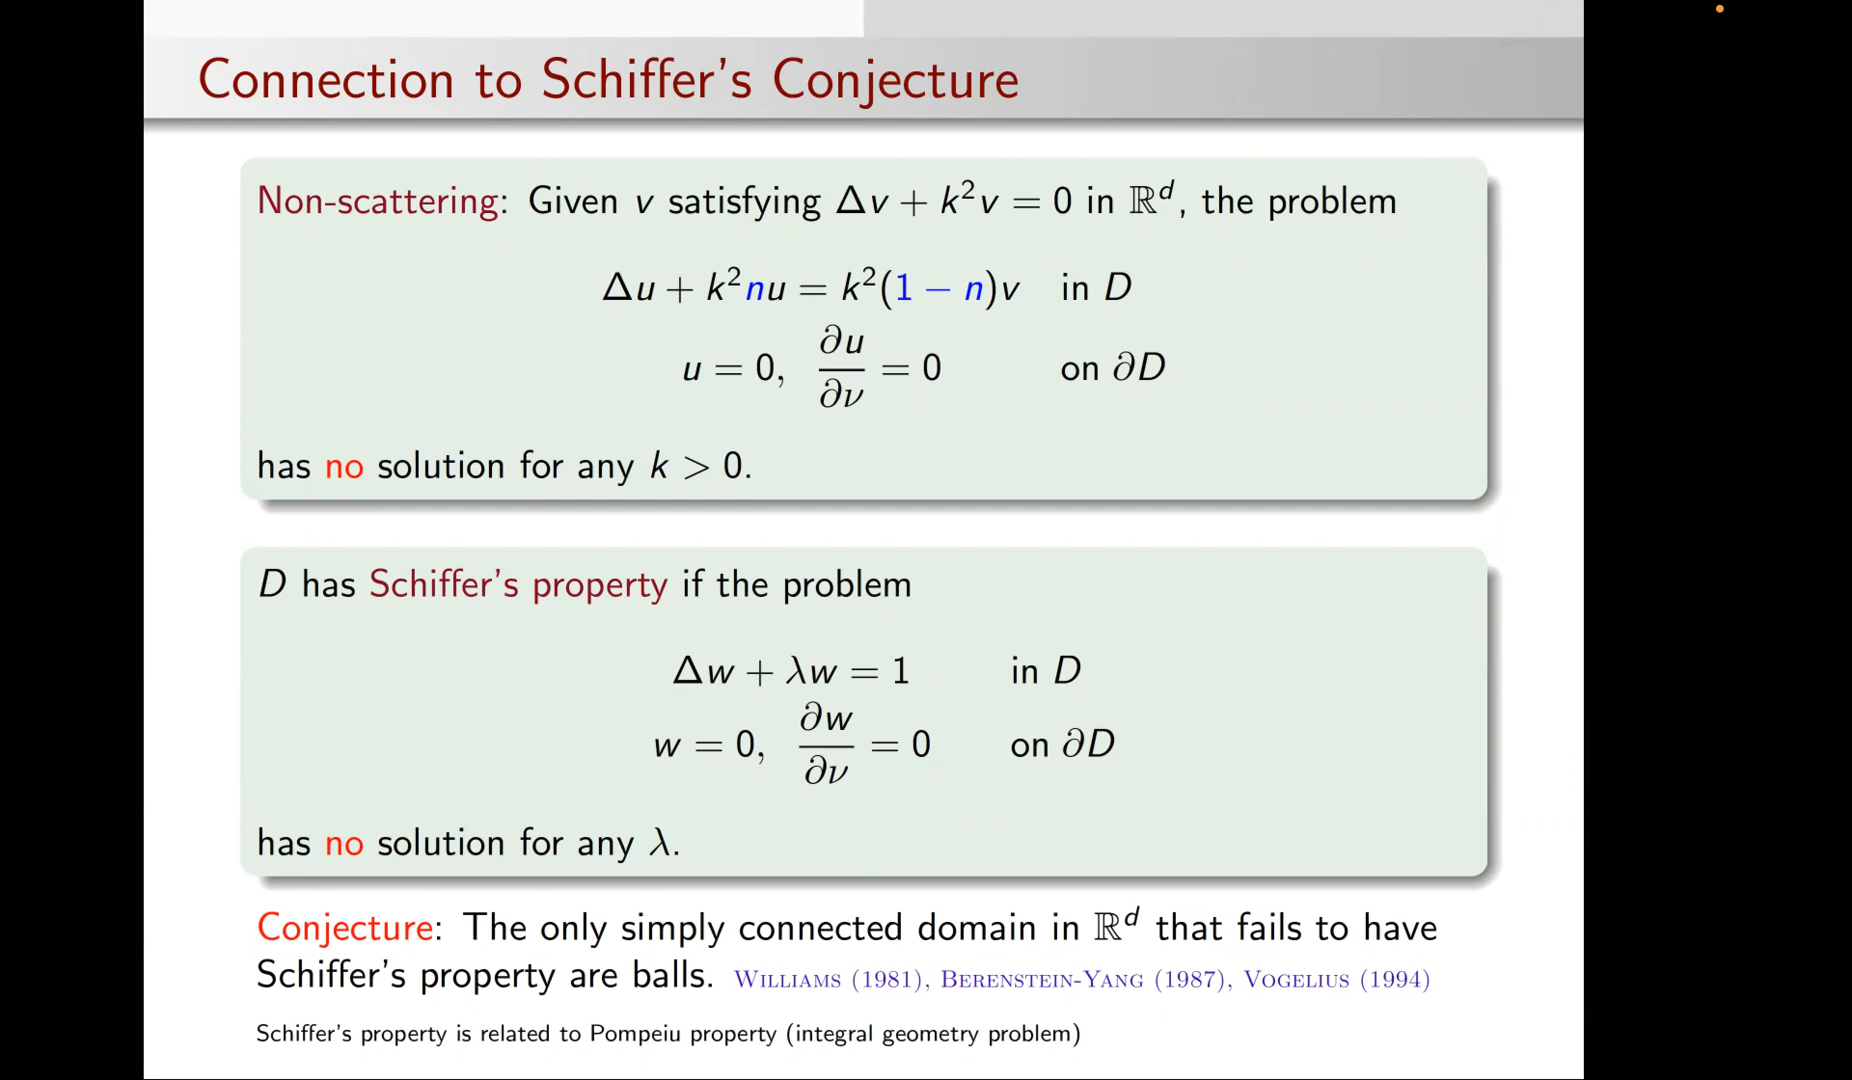 Connection to Schiffer's Conjecture
Non-scattering: Given v satisfying Δv + k²v = 0 in ℝᵈ, the problem
Δu + k²nu = k²(1 − n)v in D
u = 0, ∂u/∂ν = 0 on ∂D
has no solution for any k > 0.
D has Schiffer's property if the problem
Δw + λw = 1 in D
w = 0, ∂w/∂ν = 0 on ∂D
has no solution for any λ.
Conjecture: The only simply connected domain in ℝᵈ that fails to have
Schiffer's property are balls. Williams (1981), Berenstein-Yang (1987), Vogelius (1994)
Schiffer's property is related to Pompeiu property (integral geometry problem)